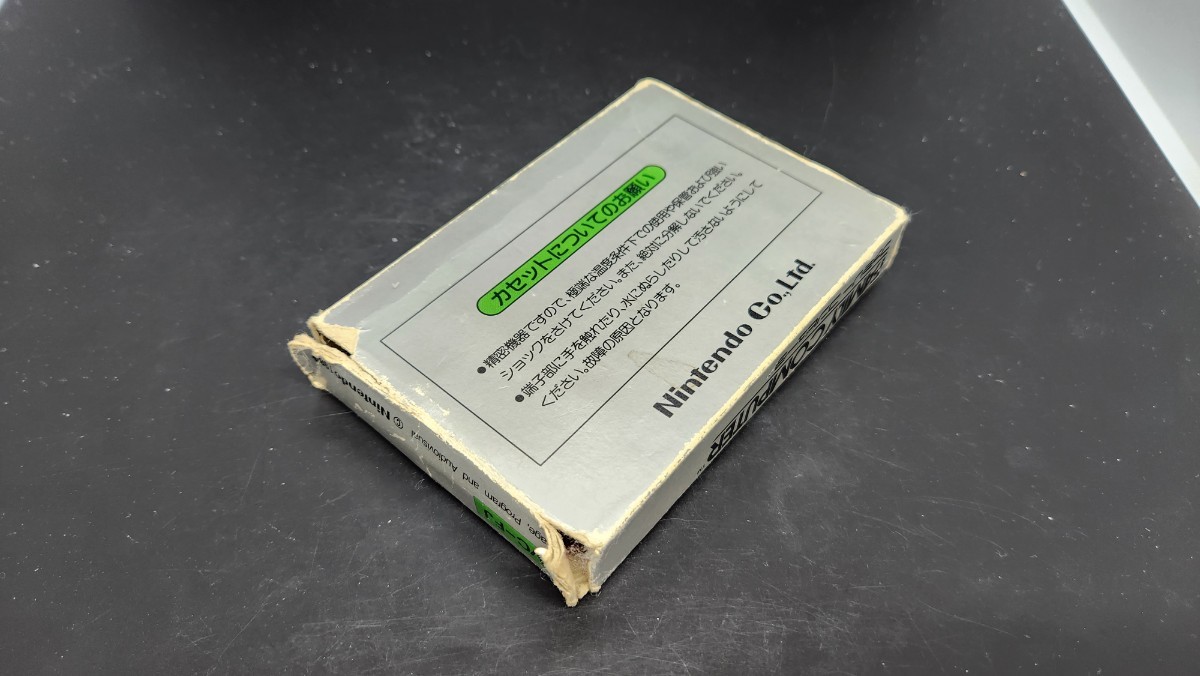 カセットについてのお願い
●精密機器ですので、極端な温度条件下での使用や保管および強い
ショックをさけてください。また、絶対に分解しないでください。
●端子部に手を触れたり、水にぬらしたりして汚さないようにして
ください。故障の原因となります。
Nintendo Co., Ltd.
FAMILY COMPUTER
© Nintendo
age, Program and Audiovisual